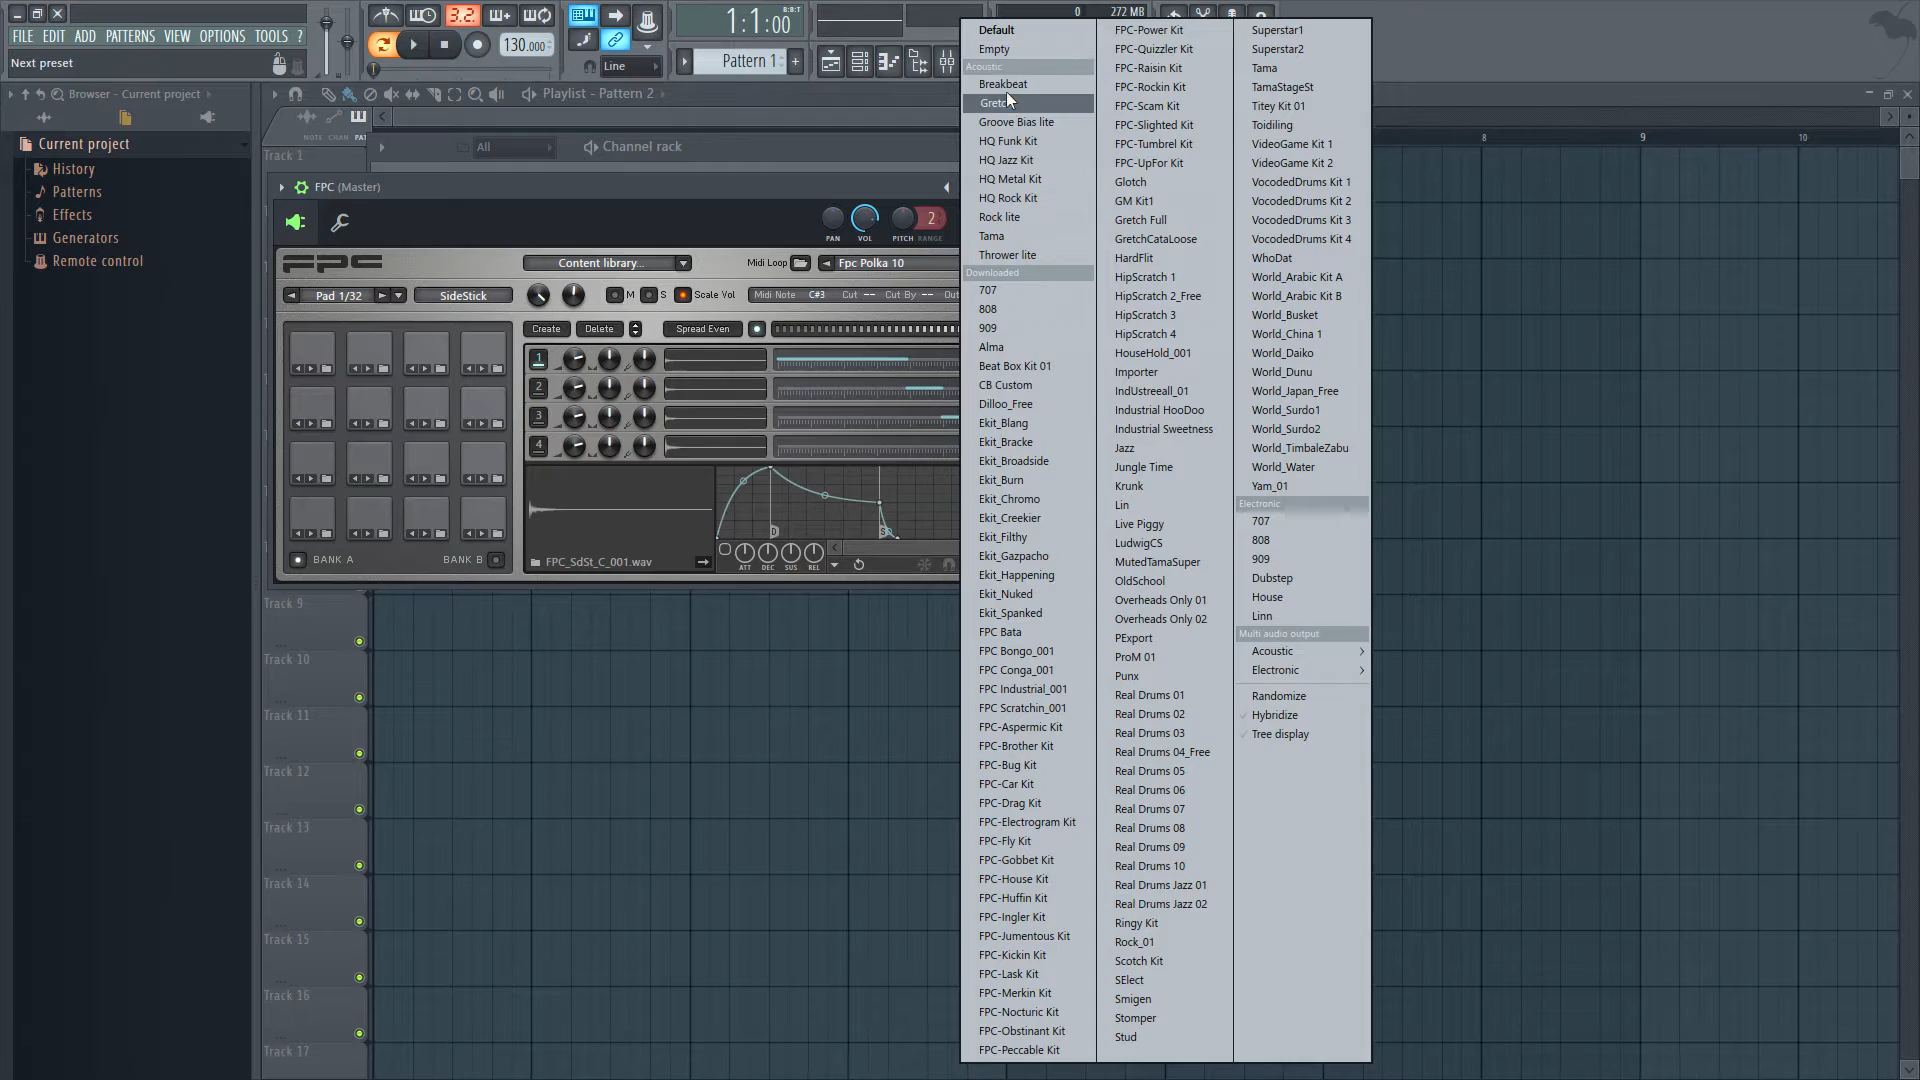 FILE EDIT ADD PATTERNS VIEW OPTIONS TOOLS ?
Next preset
3.2
130.000
Line
1:1:00
B:B:T
Pattern 1
0
272 MB
Browser - Current project
Current project
History
Patterns
Effects
Generators
Remote control
Playlist - Pattern 2
NOTE CHAN PAT
All
Channel rack
8 9 10
Track 1
FPC (Master)
PAN VOL PITCH RANGE
2
FPC
Content library...
Midi Loop
Fpc Polka 10
Pad 1/32
SideStick
M S
Scale Vol
Midi Note C#3 Cut -- Cut By --
Create Delete Spread Even
1
2
3
4
BANK A BANK B
FPC_SdSt_C_001.wav
D
ATT DEC SUS REL
Track 9
Track 10
Track 11
Track 12
Track 13
Track 14
Track 15
Track 16
Track 17
Default
Empty
Acoustic
Breakbeat
Groove Bias lite
HQ Funk Kit
HQ Jazz Kit
HQ Metal Kit
HQ Rock Kit
Rock lite
Tama
Thrower lite
Downloaded
707
808
909
Alma
Beat Box Kit 01
CB Custom
Dilloo_Free
Ekit_Blang
Ekit_Bracke
Ekit_Broadside
Ekit_Burn
Ekit_Chromo
Ekit_Creekier
Ekit_Filthy
Ekit_Gazpacho
Ekit_Happening
Ekit_Nuked
Ekit_Spanked
FPC Bata
FPC Bongo_001
FPC Conga_001
FPC Industrial_001
FPC Scratchin_001
FPC-Aspermic Kit
FPC-Brother Kit
FPC-Bug Kit
FPC-Car Kit
FPC-Drag Kit
FPC-Electrogram Kit
FPC-Fly Kit
FPC-Gobbet Kit
FPC-House Kit
FPC-Huffin Kit
FPC-Ingler Kit
FPC-Jumentous Kit
FPC-Kickin Kit
FPC-Lask Kit
FPC-Merkin Kit
FPC-Nocturic Kit
FPC-Obstinant Kit
FPC-Peccable Kit
FPC-Power Kit
FPC-Quizzler Kit
FPC-Raisin Kit
FPC-Rockin Kit
FPC-Scam Kit
FPC-Slighted Kit
FPC-Tumbrel Kit
FPC-UpFor Kit
Glotch
GM Kit1
Gretch Full
GretchCataLoose
HardFlit
HipScratch 1
HipScratch 2_Free
HipScratch 3
HipScratch 4
HouseHold_001
Importer
IndUstreeall_01
Industrial HooDoo
Industrial Sweetness
Jazz
Jungle Time
Krunk
Lin
Live Piggy
LudwigCS
MutedTamaSuper
OldSchool
Overheads Only 01
Overheads Only 02
PExport
ProM 01
Punx
Real Drums 01
Real Drums 02
Real Drums 03
Real Drums 04_Free
Real Drums 05
Real Drums 06
Real Drums 07
Real Drums 08
Real Drums 09
Real Drums 10
Real Drums Jazz 01
Real Drums Jazz 02
Ringy Kit
Rock_01
Scotch Kit
SElect
Smigen
Stomper
Stud
Superstar1
Superstar2
Tama
TamaStageSt
Titey Kit 01
Toidiling
VideoGame Kit 1
VideoGame Kit 2
VocodedDrums Kit 1
VocodedDrums Kit 2
VocodedDrums Kit 3
VocodedDrums Kit 4
WhoDat
World_Arabic Kit A
World_Arabic Kit B
World_Busket
World_China 1
World_Daiko
World_Dunu
World_Japan_Free
World_Surdo1
World_Surdo2
World_TimbaleZabu
World_Water
Yam_01
Electronic
707
808
909
Dubstep
House
Linn
Multi audio output
Acoustic
Electronic
Randomize
Hybridize
Tree display